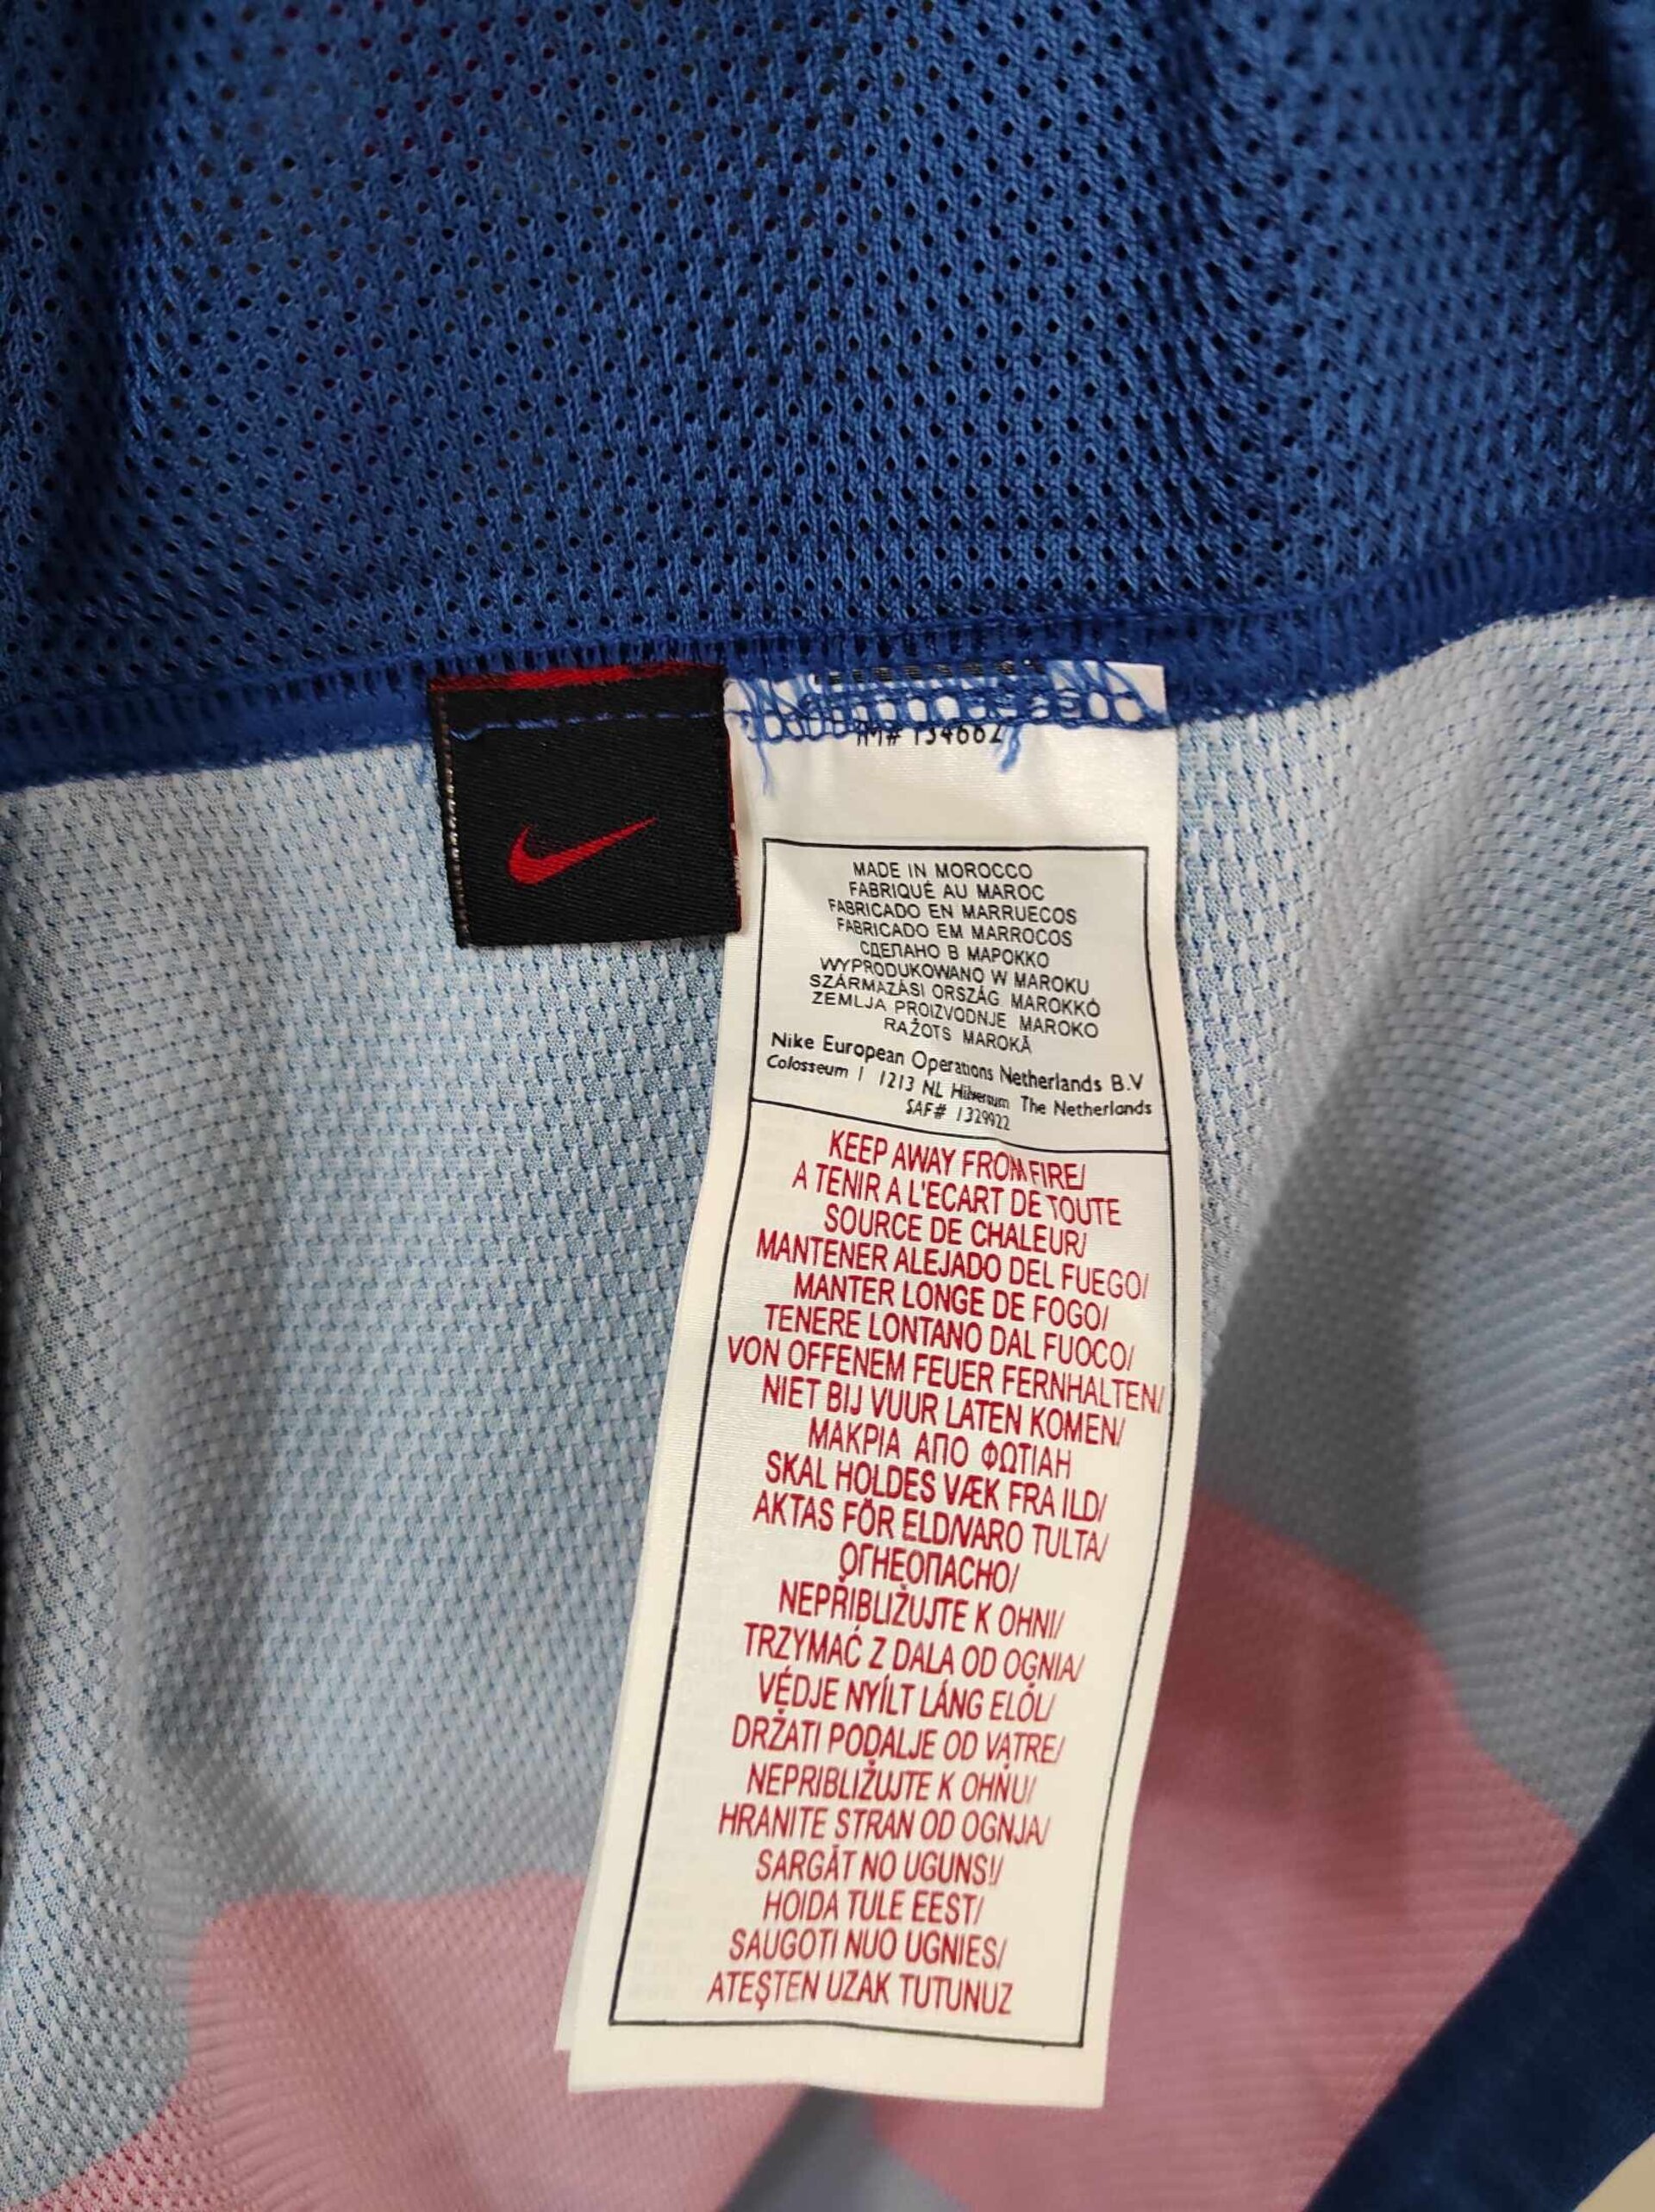 MADE IN MOROCCO
FABRIQUÉ AU MAROC
FABRICADO EN MARRUECOS
FABRICADO EM MARROCOS
СДЕЛАНО В МАРОККО
WYPRODUKOWANO W MAROKU
SZÁRMAZÁSI ORSZÁG MAROKKÓ
ZEMLJA PROIZVODNJE MAROKO
RAŽOTS MAROKĀ
Nike European Operations Netherlands B.V
Colosseum 1 1213 NL Hilversum The Netherlands
SAF# 1329922
KEEP AWAY FROM FIRE/
A TENIR A L'ECART DE TOUTE
SOURCE DE CHALEUR/
MANTENER ALEJADO DEL FUEGO/
MANTER LONGE DE FOGO/
TENERE LONTANO DAL FUOCO/
VON OFFENEM FEUER FERNHALTEN/
NIET BIJ VUUR LATEN KOMEN/
ΜΑΚΡΙΑ ΑΠΟ ΦΩΤΙΑΗ
SKAL HOLDES VÆK FRA ILD/
AKTAS FÖR ELD/VARO TULTA/
ОГНЕОПАСНО/
NEPŘIBLIŽUJTE K OHNI/
TRZYMAĆ Z DALA OD OGNIA/
VÉDJE NYÍLT LÁNG ELŐL/
DRŽATI PODALJE OD VATRE/
NEPRIBLIŽUJTE K OHŇU/
HRANITE STRAN OD OGNJA/
SARGĀT NO UGUNS!/
HOIDA TULE EEST/
SAUGOTI NUO UGNIES/
ATEŞTEN UZAK TUTUNUZ